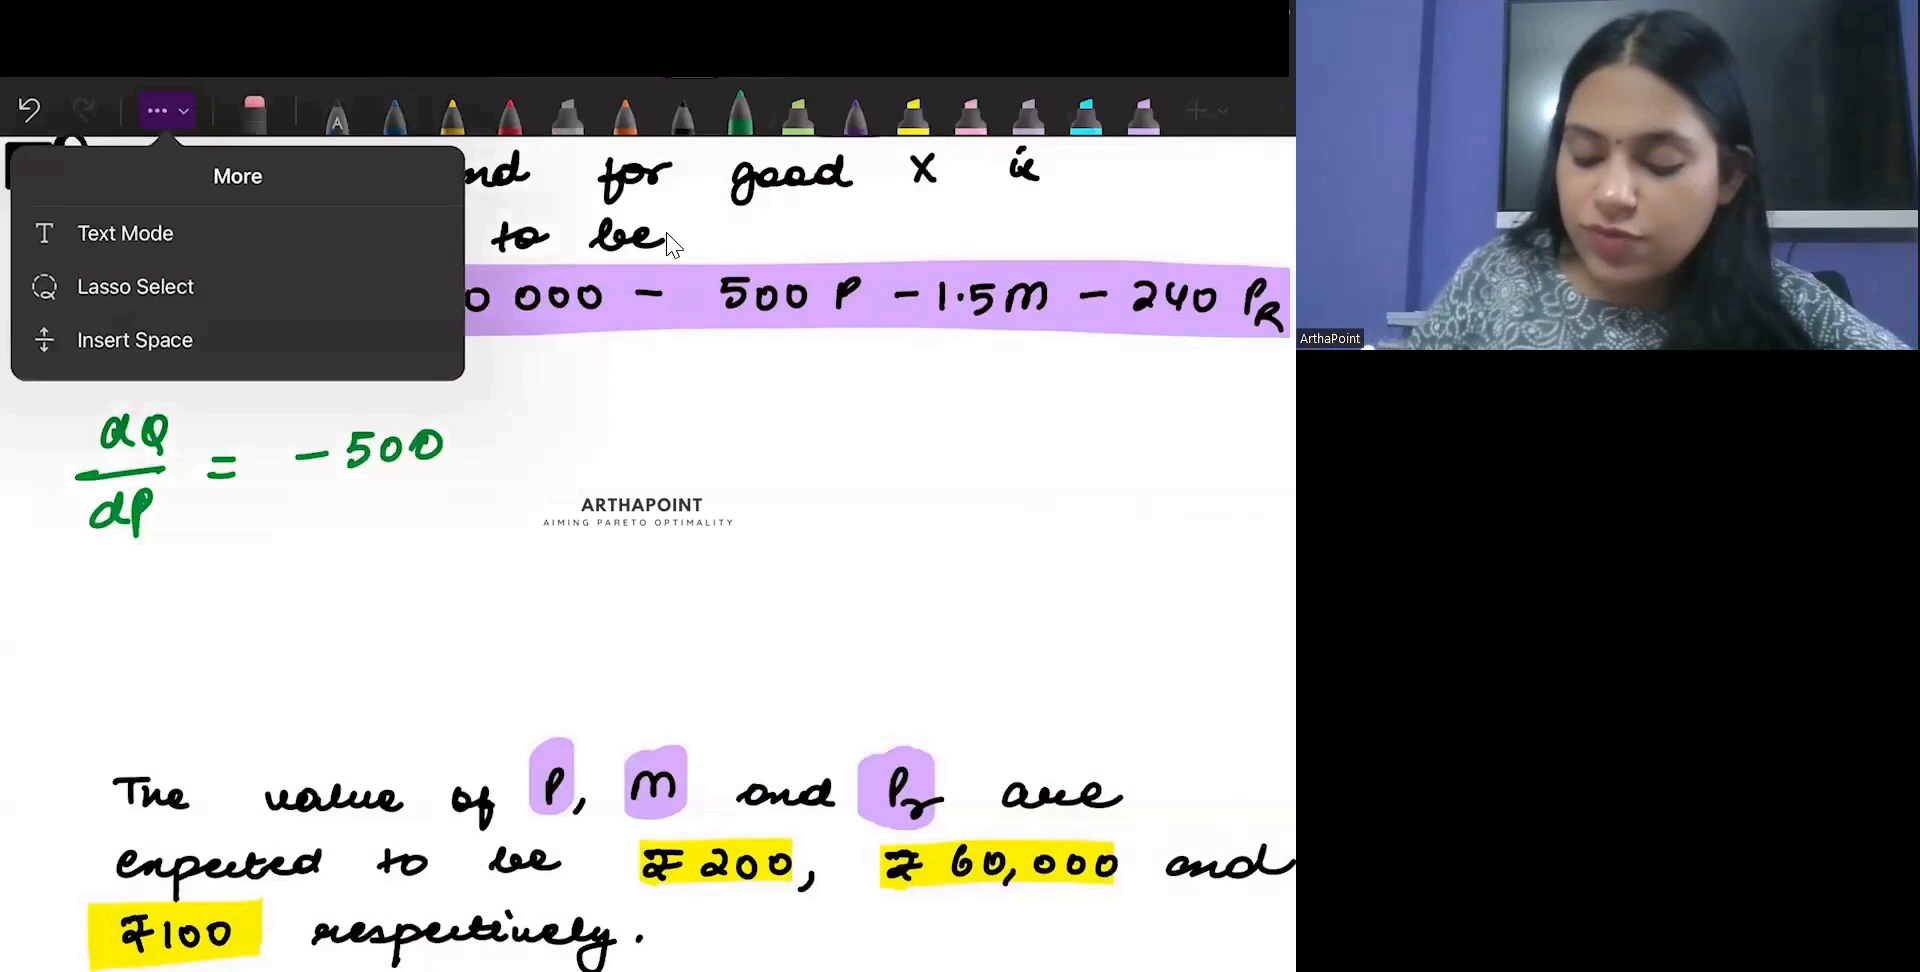 More
Text Mode
Lasso Select
Insert Space
A
for good X is
to be
0 000 - 500 P - 1.5M - 240 PR
dQ
dP
= - 500
ARTHAPOINT
AIMING PARETO OPTIMALITY
The value of P, M and Pr are
expected to be ₹ 200, ₹ 60,000 and
₹100 respectively.
ArthaPoint